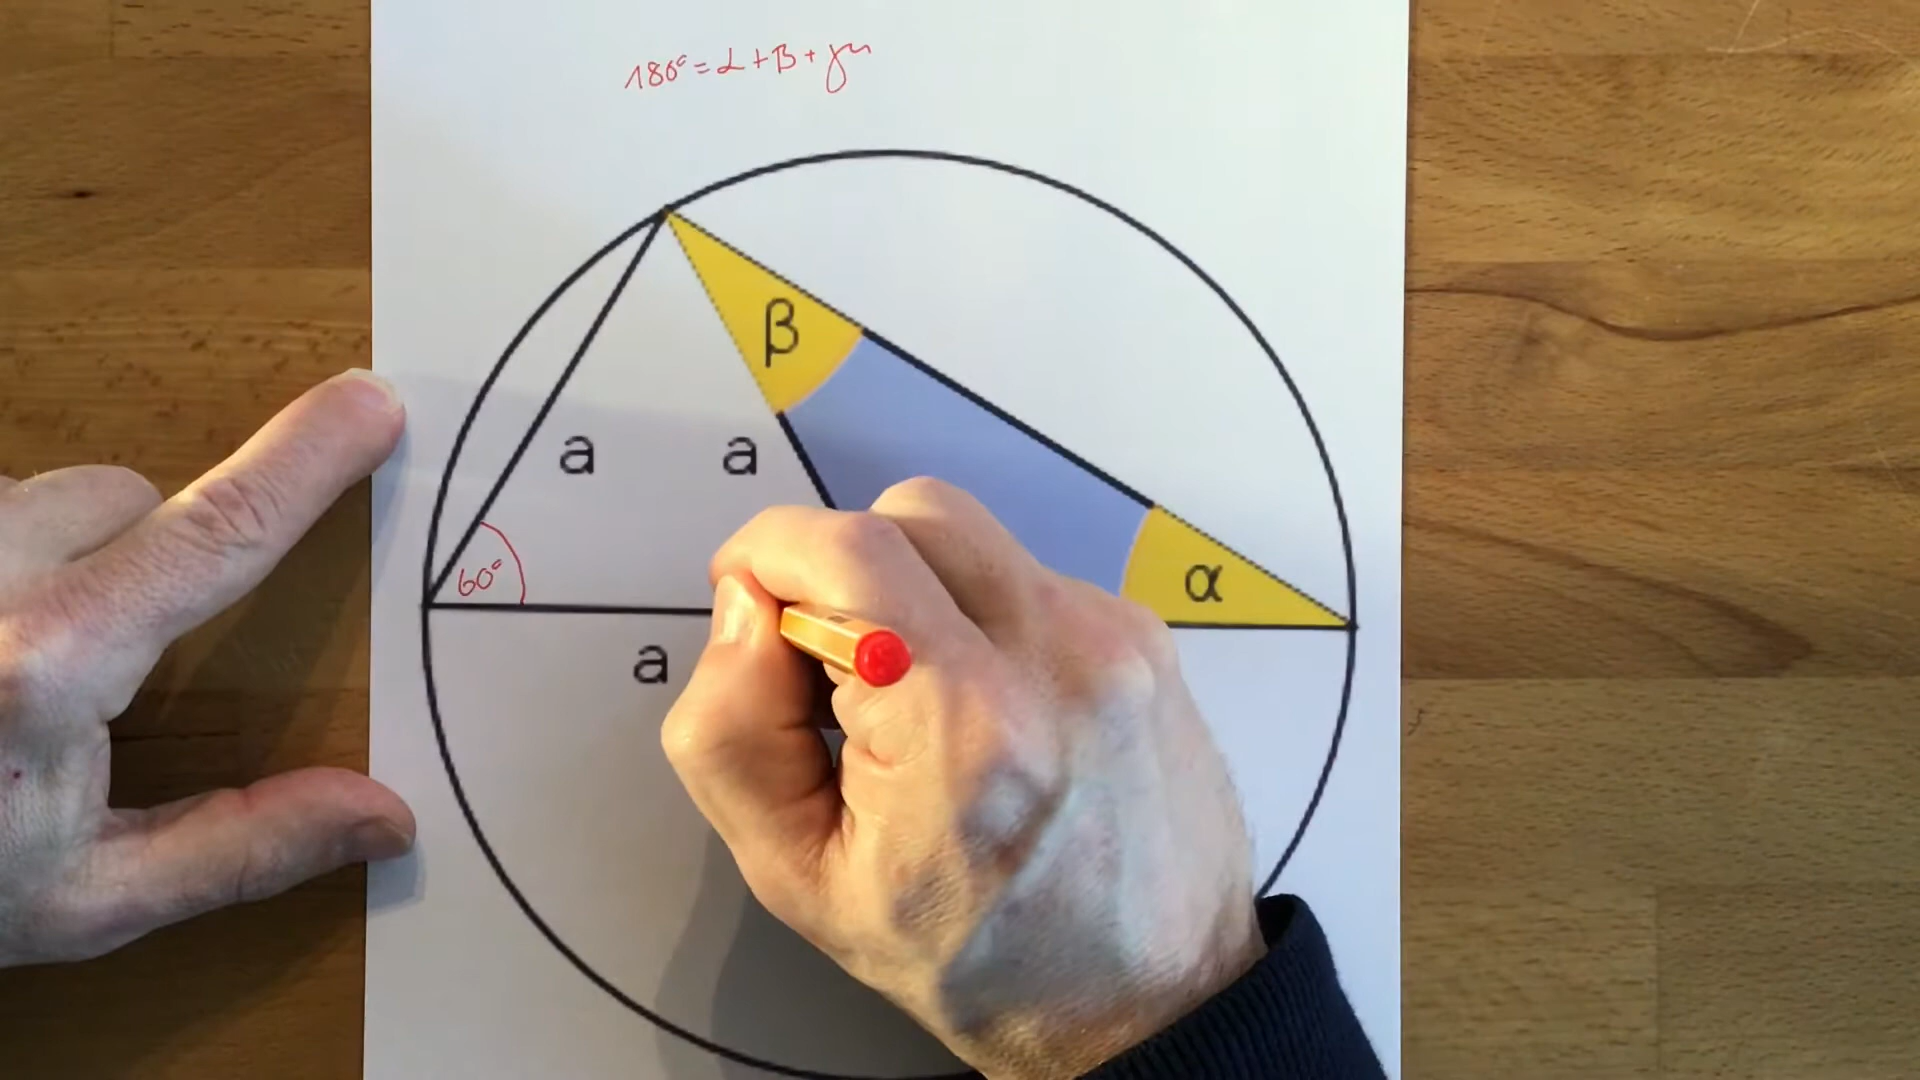 180° = α + β + γ
β
a a
60°
α
a